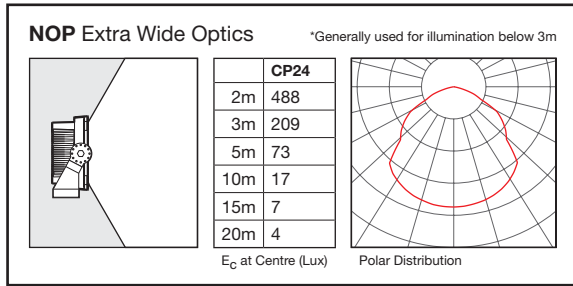 NOP Extra Wide Optics
*Generally used for illumination below 3m
CP24
2m 488
3m 209
5m 73
10m 17
15m 7
20m 4
EC at Centre (Lux)
Polar Distribution